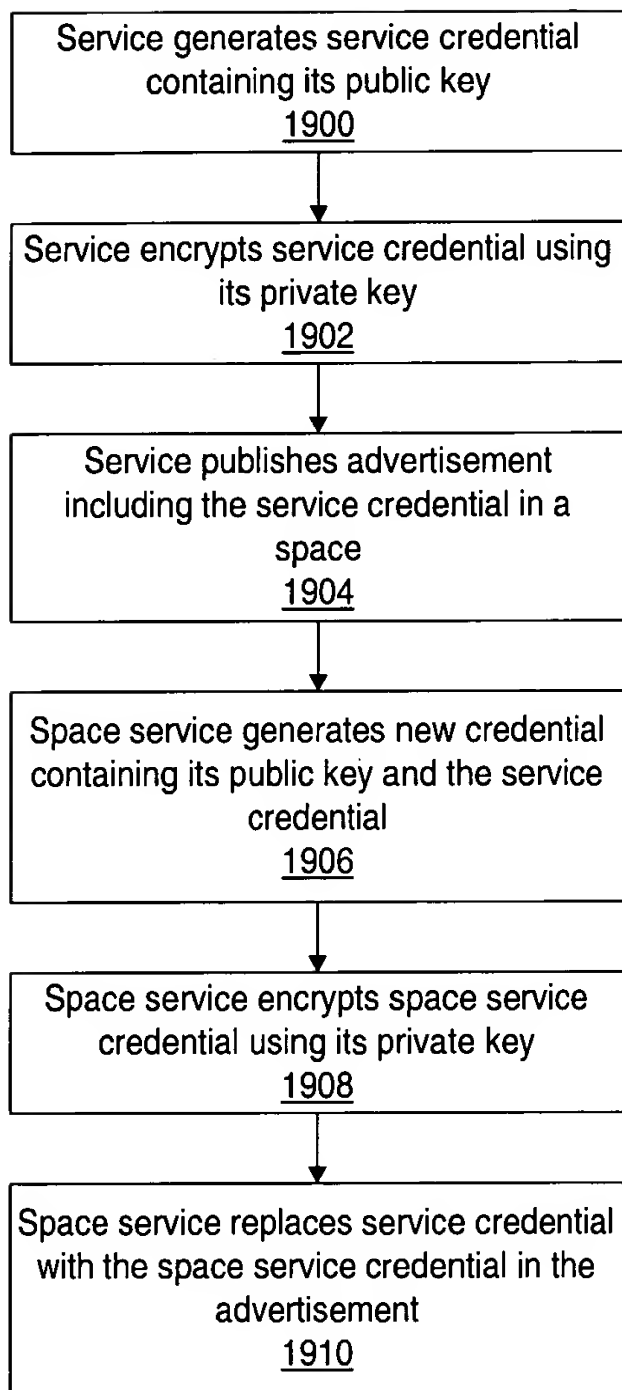 Service generates service credential
containing its public key
1900
Service encrypts service credential using
its private key
1902
Service publishes advertisement
including the service credential in a
space
1904
Space service generates new credential
containing its public key and the service
credential
1906
Space service encrypts space service
credential using its private key
1908
Space service replaces service credential
with the space service credential in the
advertisement
1910